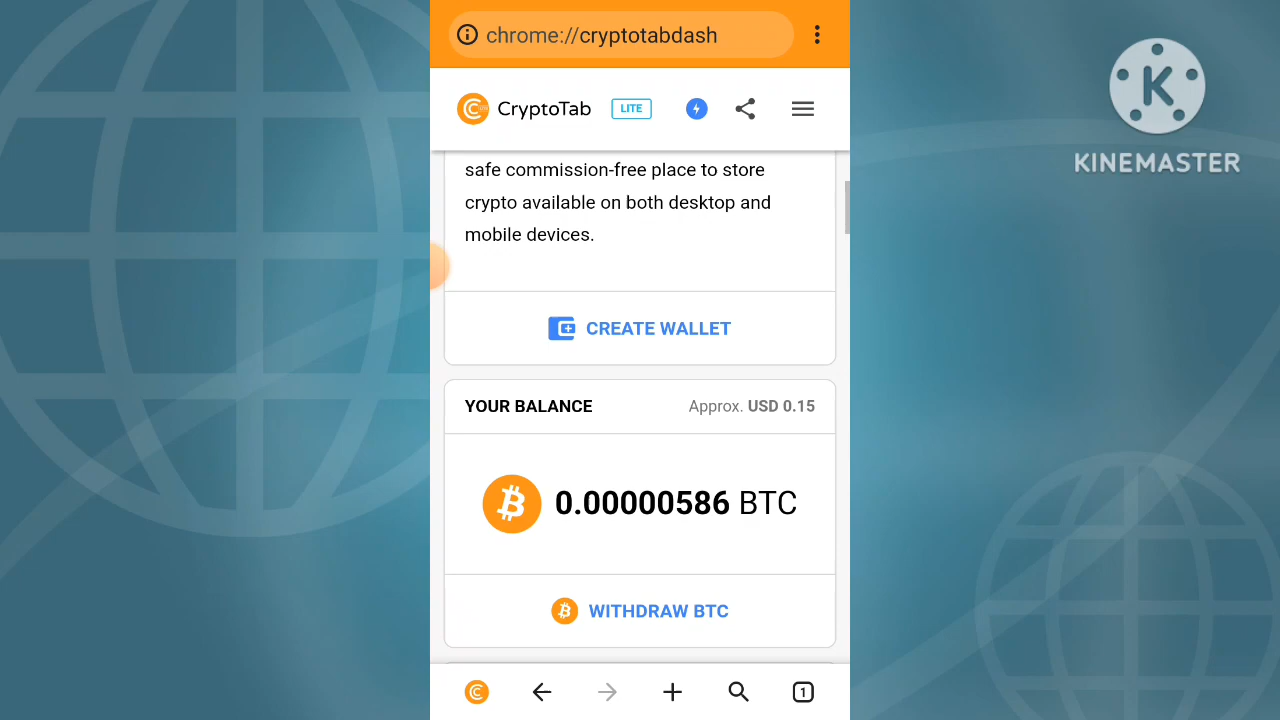 chrome://cryptotabdash
CryptoTab LITE
KINEMASTER
safe commission-free place to store
crypto available on both desktop and
mobile devices.
CREATE WALLET
YOUR BALANCE Approx. USD 0.15
0.00000586 BTC
WITHDRAW BTC
1